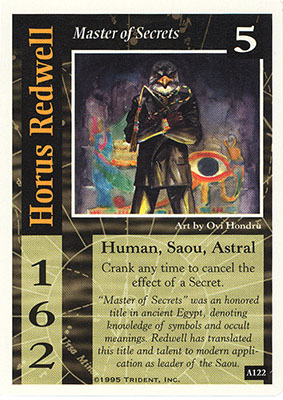 Horus Redwell
Master of Secrets
5
Art by Ovi Hondrū
Human, Saou, Astral
Crank any time to cancel the
effect of a Secret.
1
6
2
“Master of Secrets” was an honored
title in ancient Egypt, denoting
knowledge of symbols and occult
meanings. Redwell has translated
this title and talent to modern appli-
cation as leader of the Saou.
©1995 TRIDENT, INC.
A122